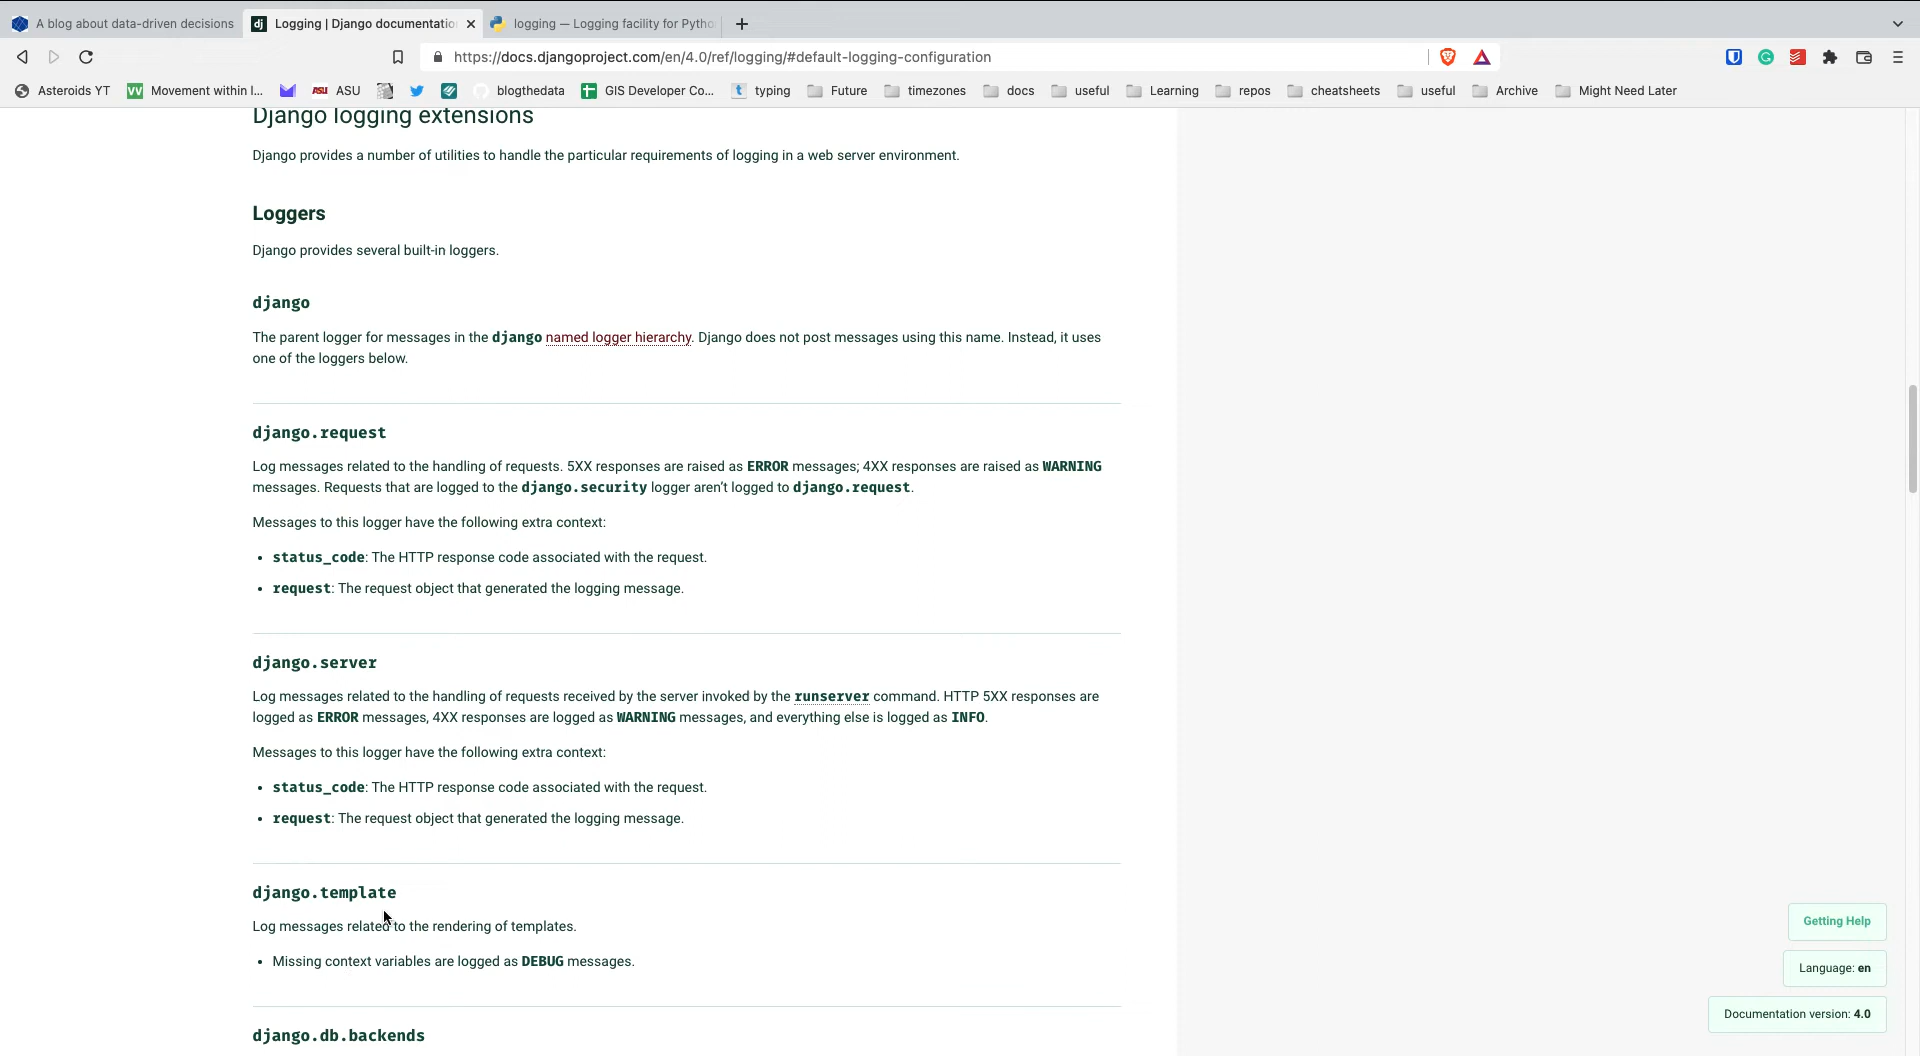 A blog about data-driven decisions
Logging | Django documentatio
logging — Logging facility for Pytho
https://docs.djangoproject.com/en/4.0/ref/logging/#default-logging-configuration
Asteroids YT
VV Movement within l...
ASU ASU
blogthedata
GIS Developer Co...
t typing
Future
timezones
docs
useful
Learning
repos
cheatsheets
useful
Archive
Might Need Later
Django logging extensions
Django provides a number of utilities to handle the particular requirements of logging in a web server environment.
Loggers
Django provides several built-in loggers.
django
The parent logger for messages in the django named logger hierarchy. Django does not post messages using this name. Instead, it uses
one of the loggers below.
django.request
Log messages related to the handling of requests. 5XX responses are raised as ERROR messages; 4XX responses are raised as WARNING
messages. Requests that are logged to the django.security logger aren’t logged to django.request.
Messages to this logger have the following extra context:
• status_code: The HTTP response code associated with the request.
• request: The request object that generated the logging message.
django.server
Log messages related to the handling of requests received by the server invoked by the runserver command. HTTP 5XX responses are
logged as ERROR messages, 4XX responses are logged as WARNING messages, and everything else is logged as INFO.
Messages to this logger have the following extra context:
• status_code: The HTTP response code associated with the request.
• request: The request object that generated the logging message.
django.template
Log messages related to the rendering of templates.
• Missing context variables are logged as DEBUG messages.
django.db.backends
Getting Help
Language: en
Documentation version: 4.0